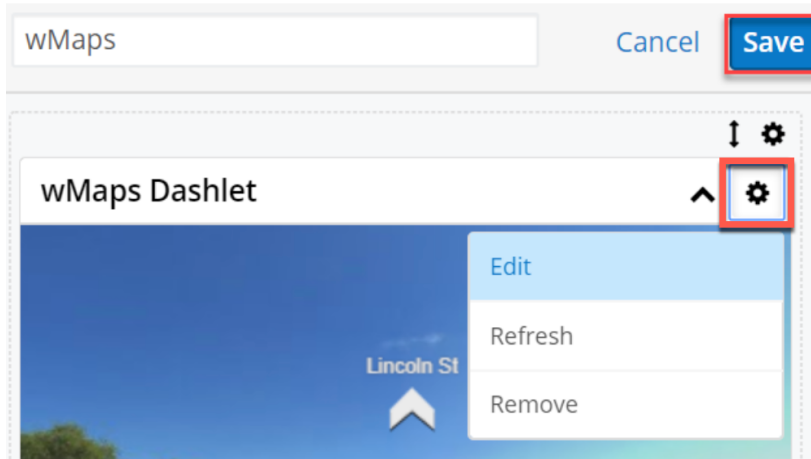 wMaps
Cancel
Save
wMaps Dashlet
Edit
Refresh
Lincoln St
Remove